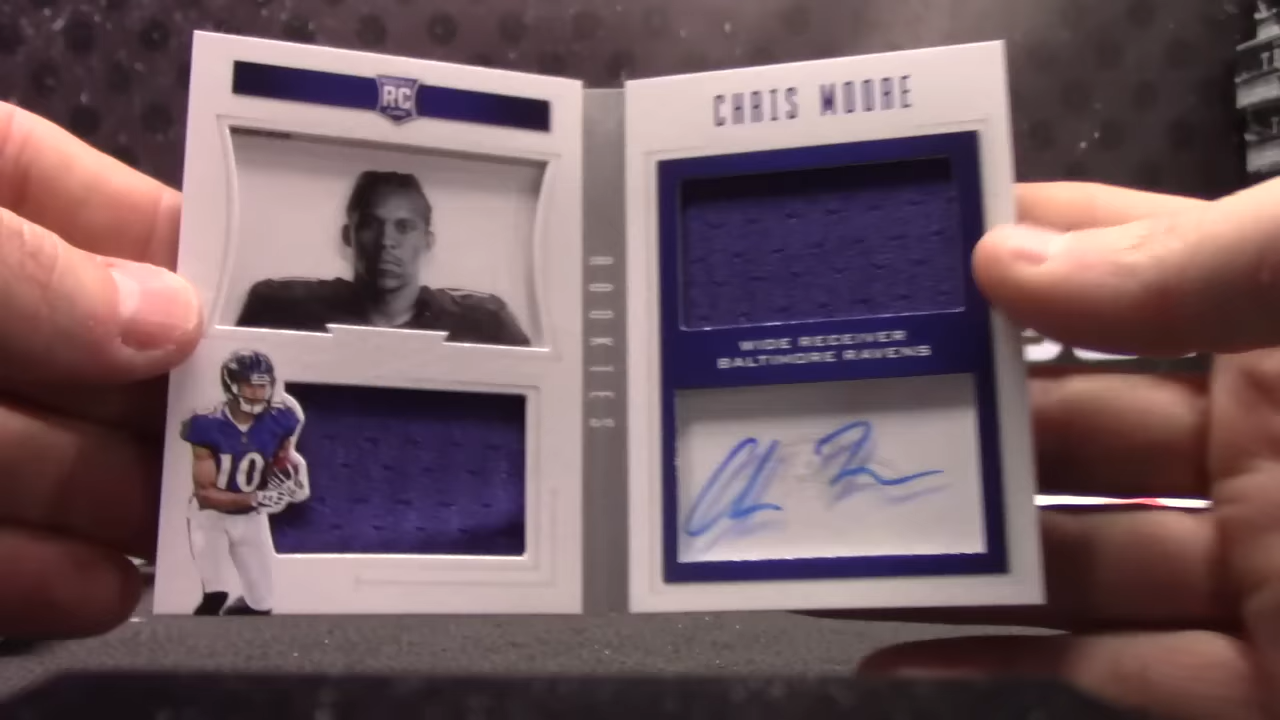 RC
10
ROOKIES
CHRIS MOORE
WIDE RECEIVER
BALTIMORE RAVENS